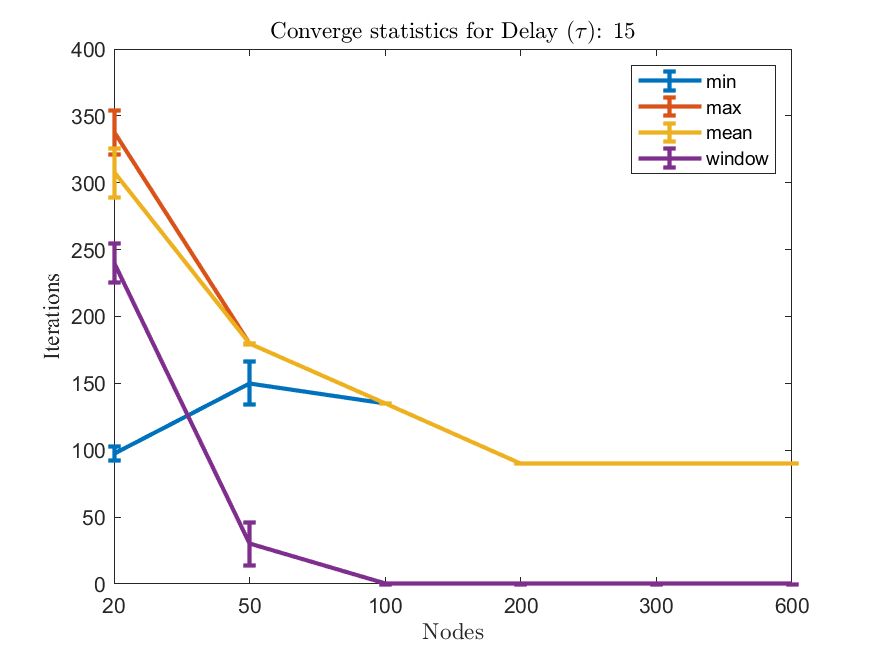 Converge statistics for Delay (τ): 15
400
350
300
250
200
150
100
50
0
Iterations
min
max
mean
window
20 50 100 200 300 600
Nodes